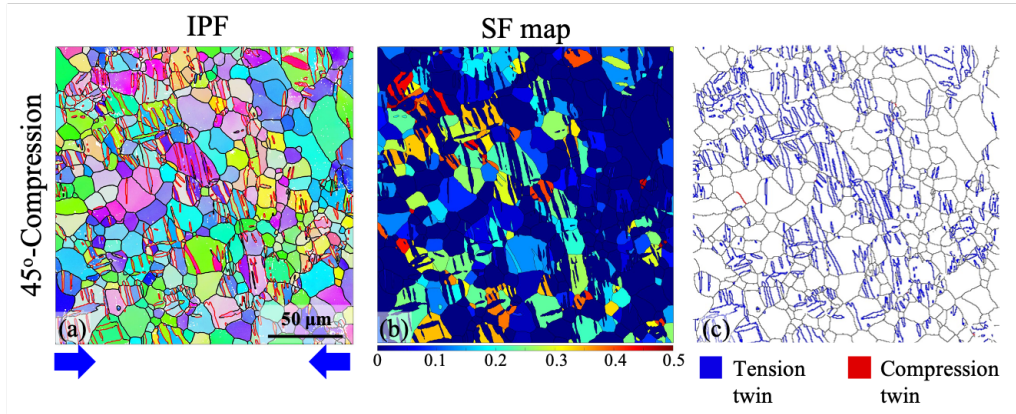 IPF
SF map
45°-Compression
(a)
50 μm
(b)
(c)
0 0.1 0.2 0.3 0.4 0.5
Tension
twin
Compression
twin